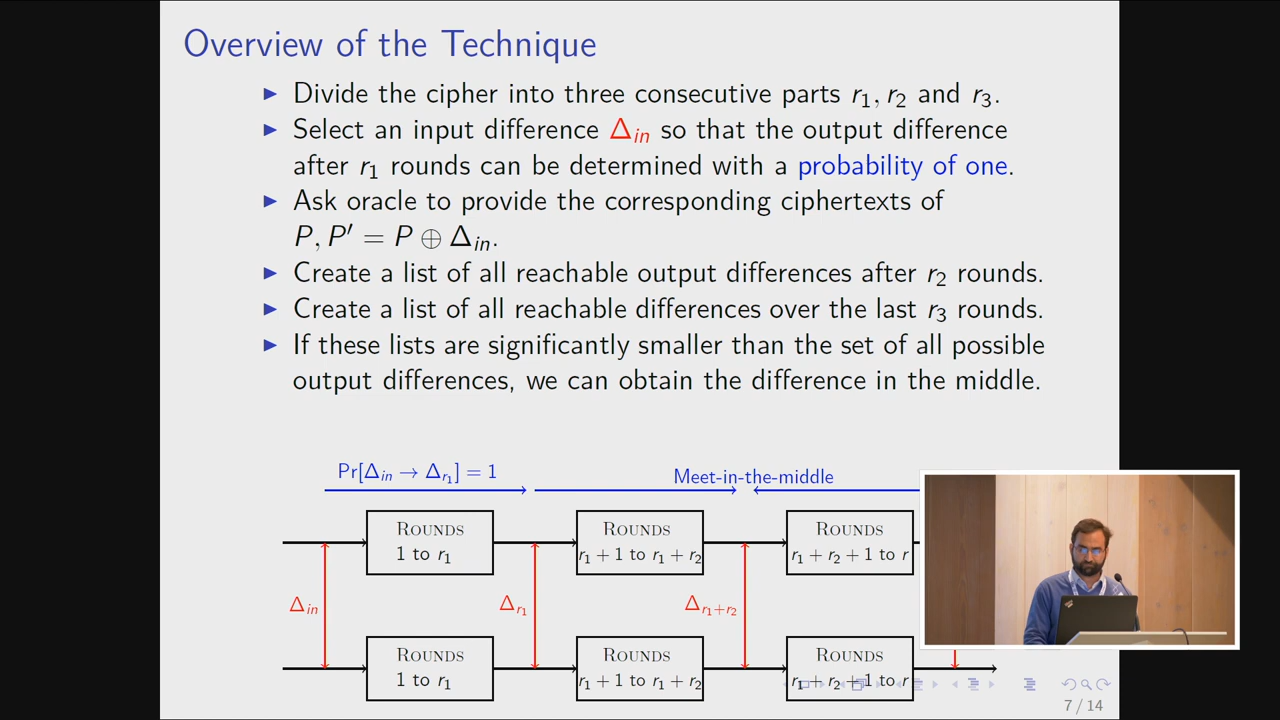 Overview of the Technique
▶ Divide the cipher into three consecutive parts r₁, r₂ and r₃.
▶ Select an input difference Δᵢₙ so that the output difference
after r₁ rounds can be determined with a probability of one.
▶ Ask oracle to provide the corresponding ciphertexts of
P, P′ = P ⊕ Δᵢₙ.
▶ Create a list of all reachable output differences after r₂ rounds.
▶ Create a list of all reachable differences over the last r₃ rounds.
▶ If these lists are significantly smaller than the set of all possible
output differences, we can obtain the difference in the middle.
Pr[Δᵢₙ → Δr₁] = 1
Meet-in-the-middle
Rounds
1 to r₁
Rounds
r₁ + 1 to r₁ + r₂
Rounds
r₁ + r₂ + 1 to r
Δᵢₙ
Δr₁
Δr₁+r₂
Rounds
1 to r₁
Rounds
r₁ + 1 to r₁ + r₂
Rounds
r₁ + r₂ + 1 to r
7 / 14